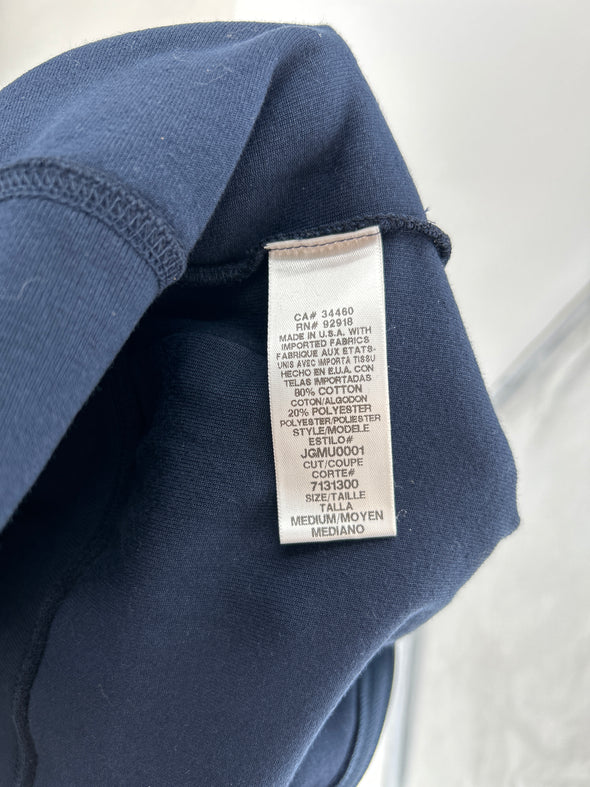 CA# 34460
RN# 92918
MADE IN U.S.A. WITH
IMPORTED FABRICS
FABRIQUE AUX ETATS-
UNIS AVEC IMPORTA TISSU
HECHO EN E.U.A. CON
TELAS IMPORTADAS
80% COTTON
COTON/ALGODON
20% POLYESTER
POLYESTER/POLIESTER
STYLE/MODELE
ESTILO#
JGMU0001
CUT/COUPE
CORTE#
7131300
SIZE/TAILLE
TALLA
MEDIUM/MOYEN
MEDIANO